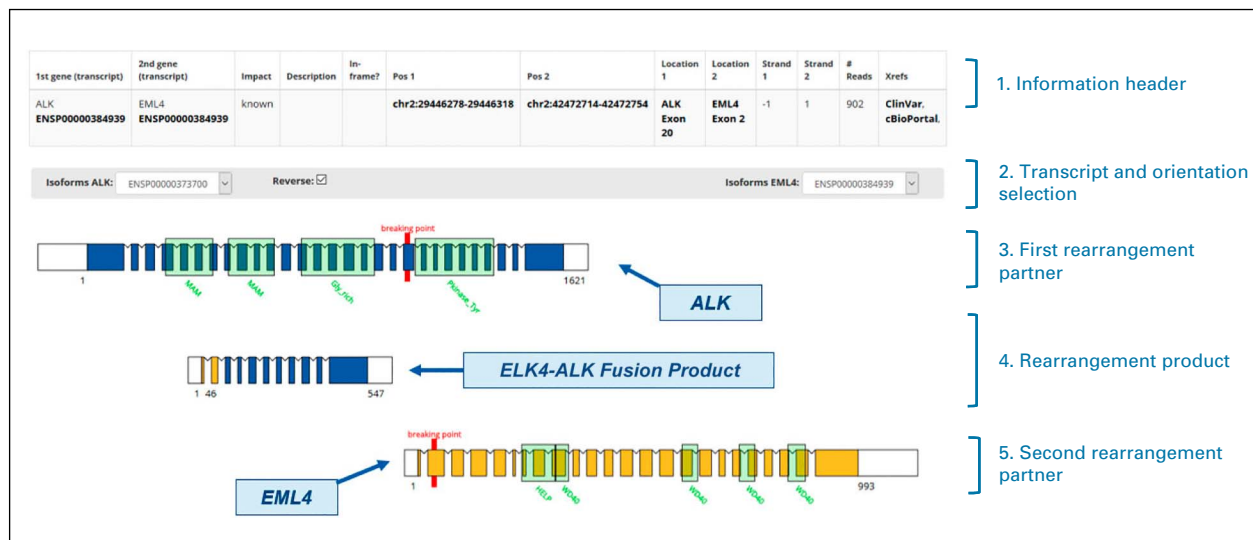 1st gene (transcript) 2nd gene (transcript) Impact Description In-frame? Pos 1 Pos 2 Location 1 Location 2 Strand 1 Strand 2 # Reads Xrefs
ALK ENSP00000384939 EML4 ENSP00000384939 known chr2:29446278-29446318 chr2:42472714-42472754 ALK Exon 20 EML4 Exon 2 -1 1 902 ClinVar, cBioPortal,
1. Information header
Isoforms ALK: ENSP00000373700 Reverse: Isoforms EML4: ENSP00000384939
2. Transcript and orientation
selection
breaking point
1 1621
MAM MAM Gly_rich Pkinase_Tyr
ALK
3. First rearrangement
partner
1 46 547
ELK4-ALK Fusion Product
4. Rearrangement product
breaking point
1 993
HELP WD40 WD40 WD40 WD40
EML4
5. Second rearrangement
partner